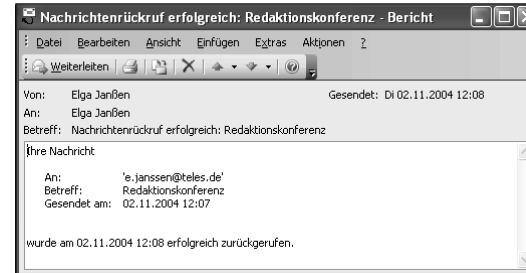 Nachrichtenrückruf erfolgreich: Redaktionskonferenz - Bericht
Datei Bearbeiten Ansicht Einfügen Extras Aktionen ?
Weiterleiten
Von: Elga Janßen Gesendet: Di 02.11.2004 12:08
An: Elga Janßen
Betreff: Nachrichtenrückruf erfolgreich: Redaktionskonferenz
Ihre Nachricht
An: 'e.janssen@teles.de'
Betreff: Redaktionskonferenz
Gesendet am: 02.11.2004 12:07
wurde am 02.11.2004 12:08 erfolgreich zurückgerufen.